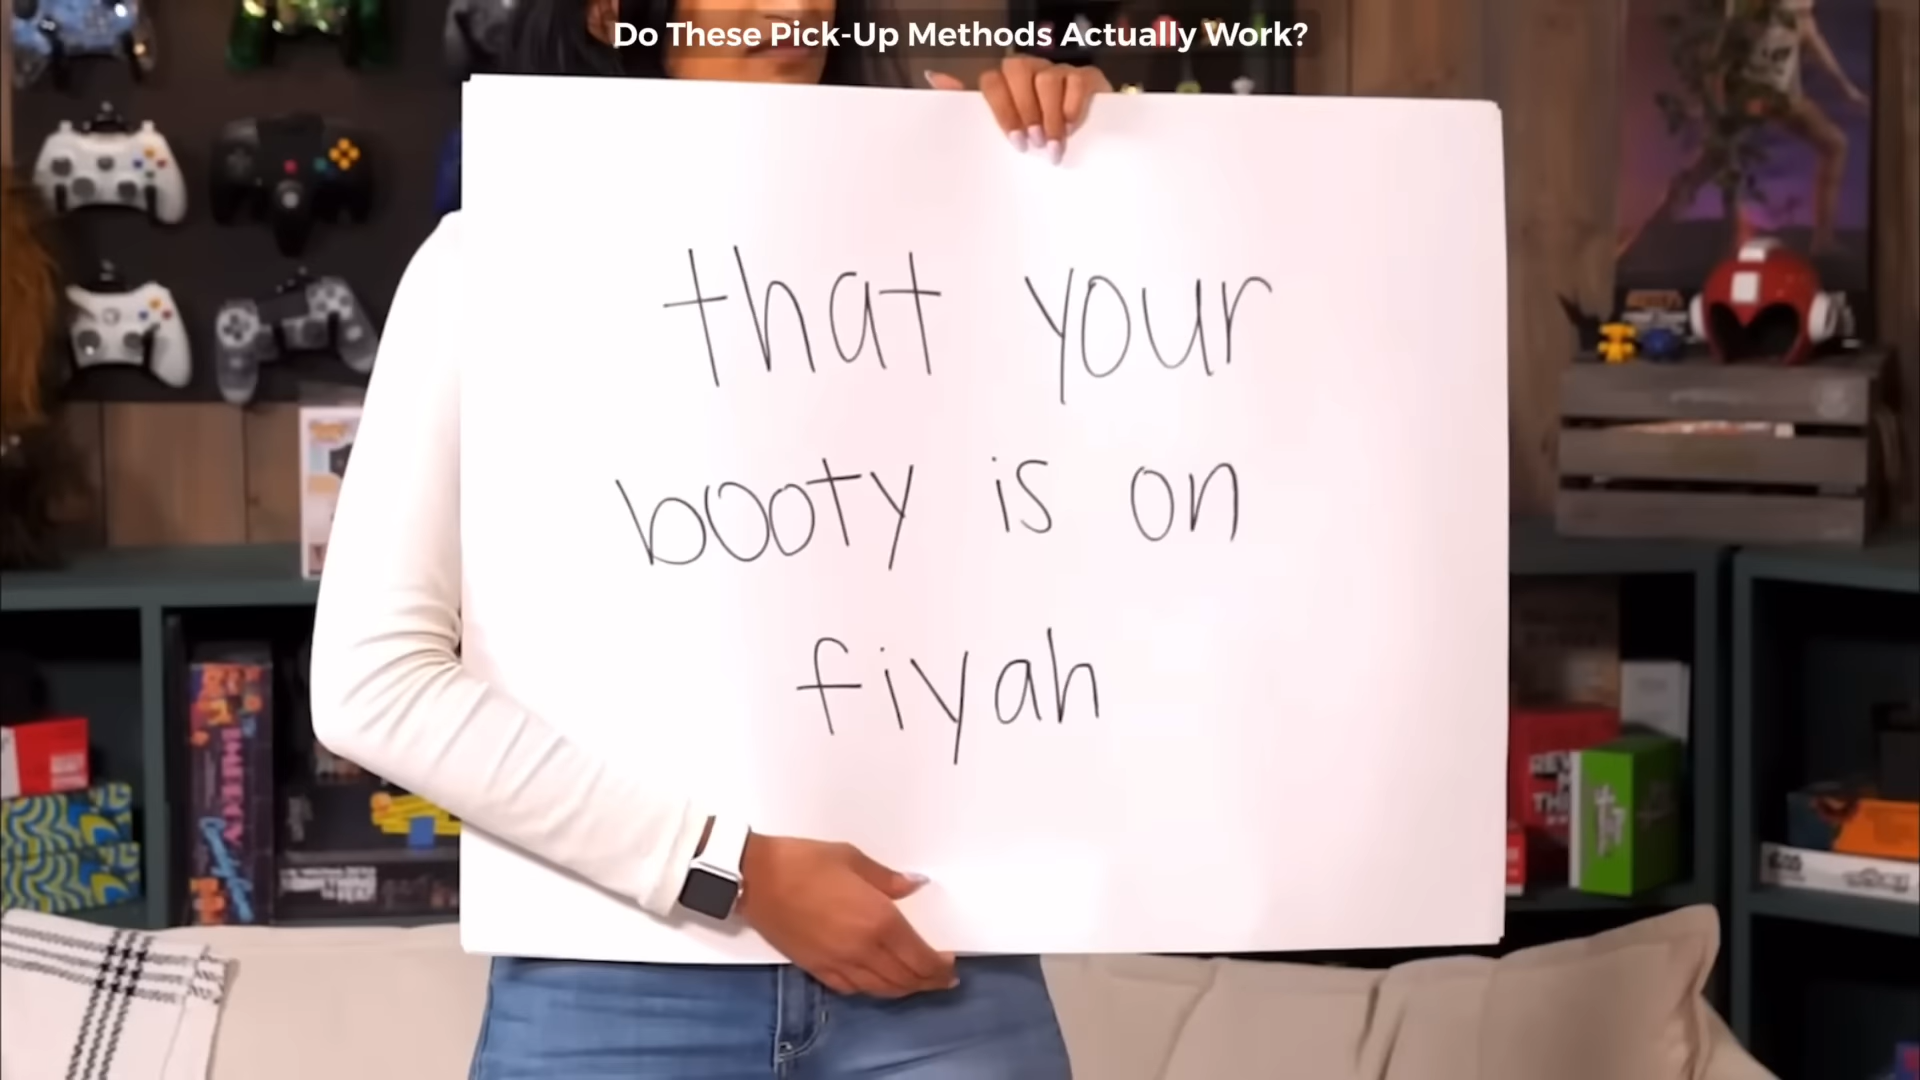 Do These Pick-Up Methods Actually Work?
that your
booty is on
fiyah